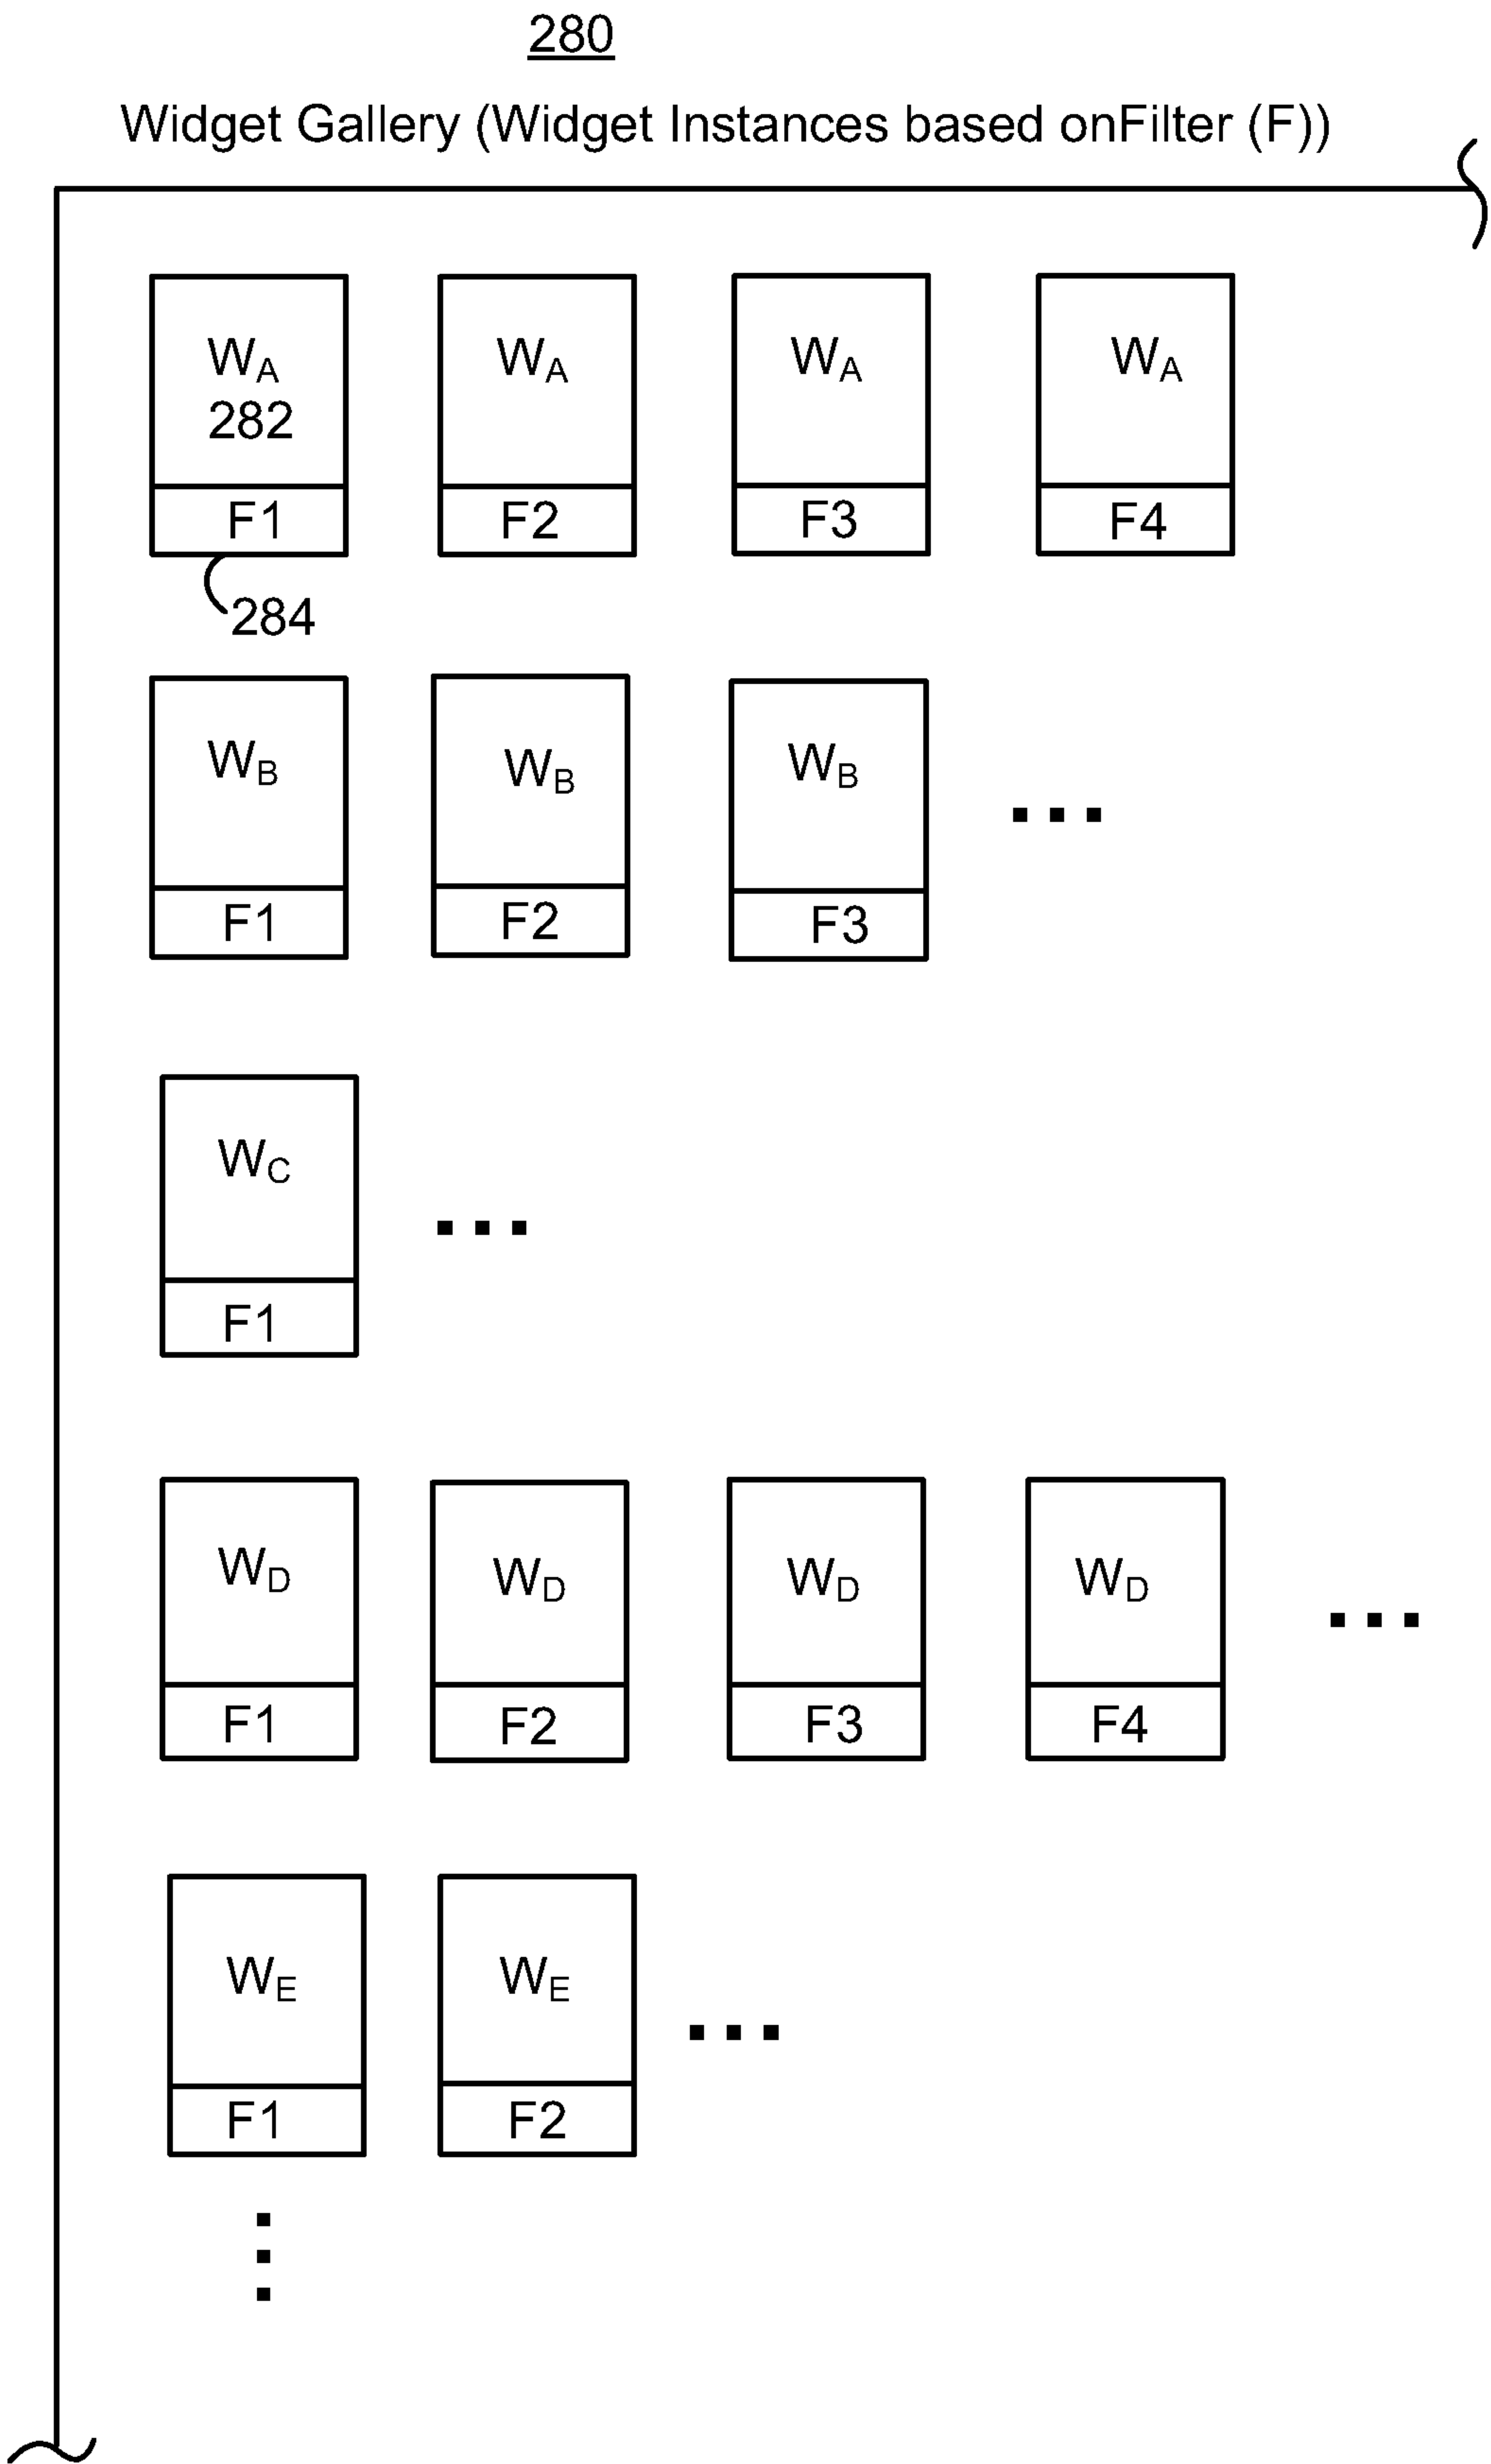 280
Widget Gallery (Widget Instances based onFilter (F))
WA WA WA WA
282
F1 F2 F3 F4
284
WB WB WB ...
F1 F2 F3
WC ...
F1
WD WD WD WD ...
F1 F2 F3 F4
WE WE ...
F1 F2